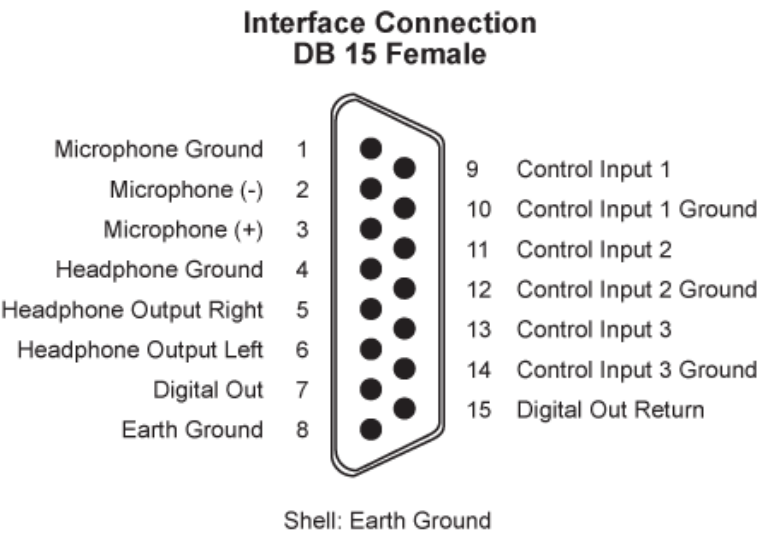 Interface Connection
DB 15 Female
Microphone Ground 1
Microphone (-) 2
Microphone (+) 3
Headphone Ground 4
Headphone Output Right 5
Headphone Output Left 6
Digital Out 7
Earth Ground 8
9 Control Input 1
10 Control Input 1 Ground
11 Control Input 2
12 Control Input 2 Ground
13 Control Input 3
14 Control Input 3 Ground
15 Digital Out Return
Shell: Earth Ground